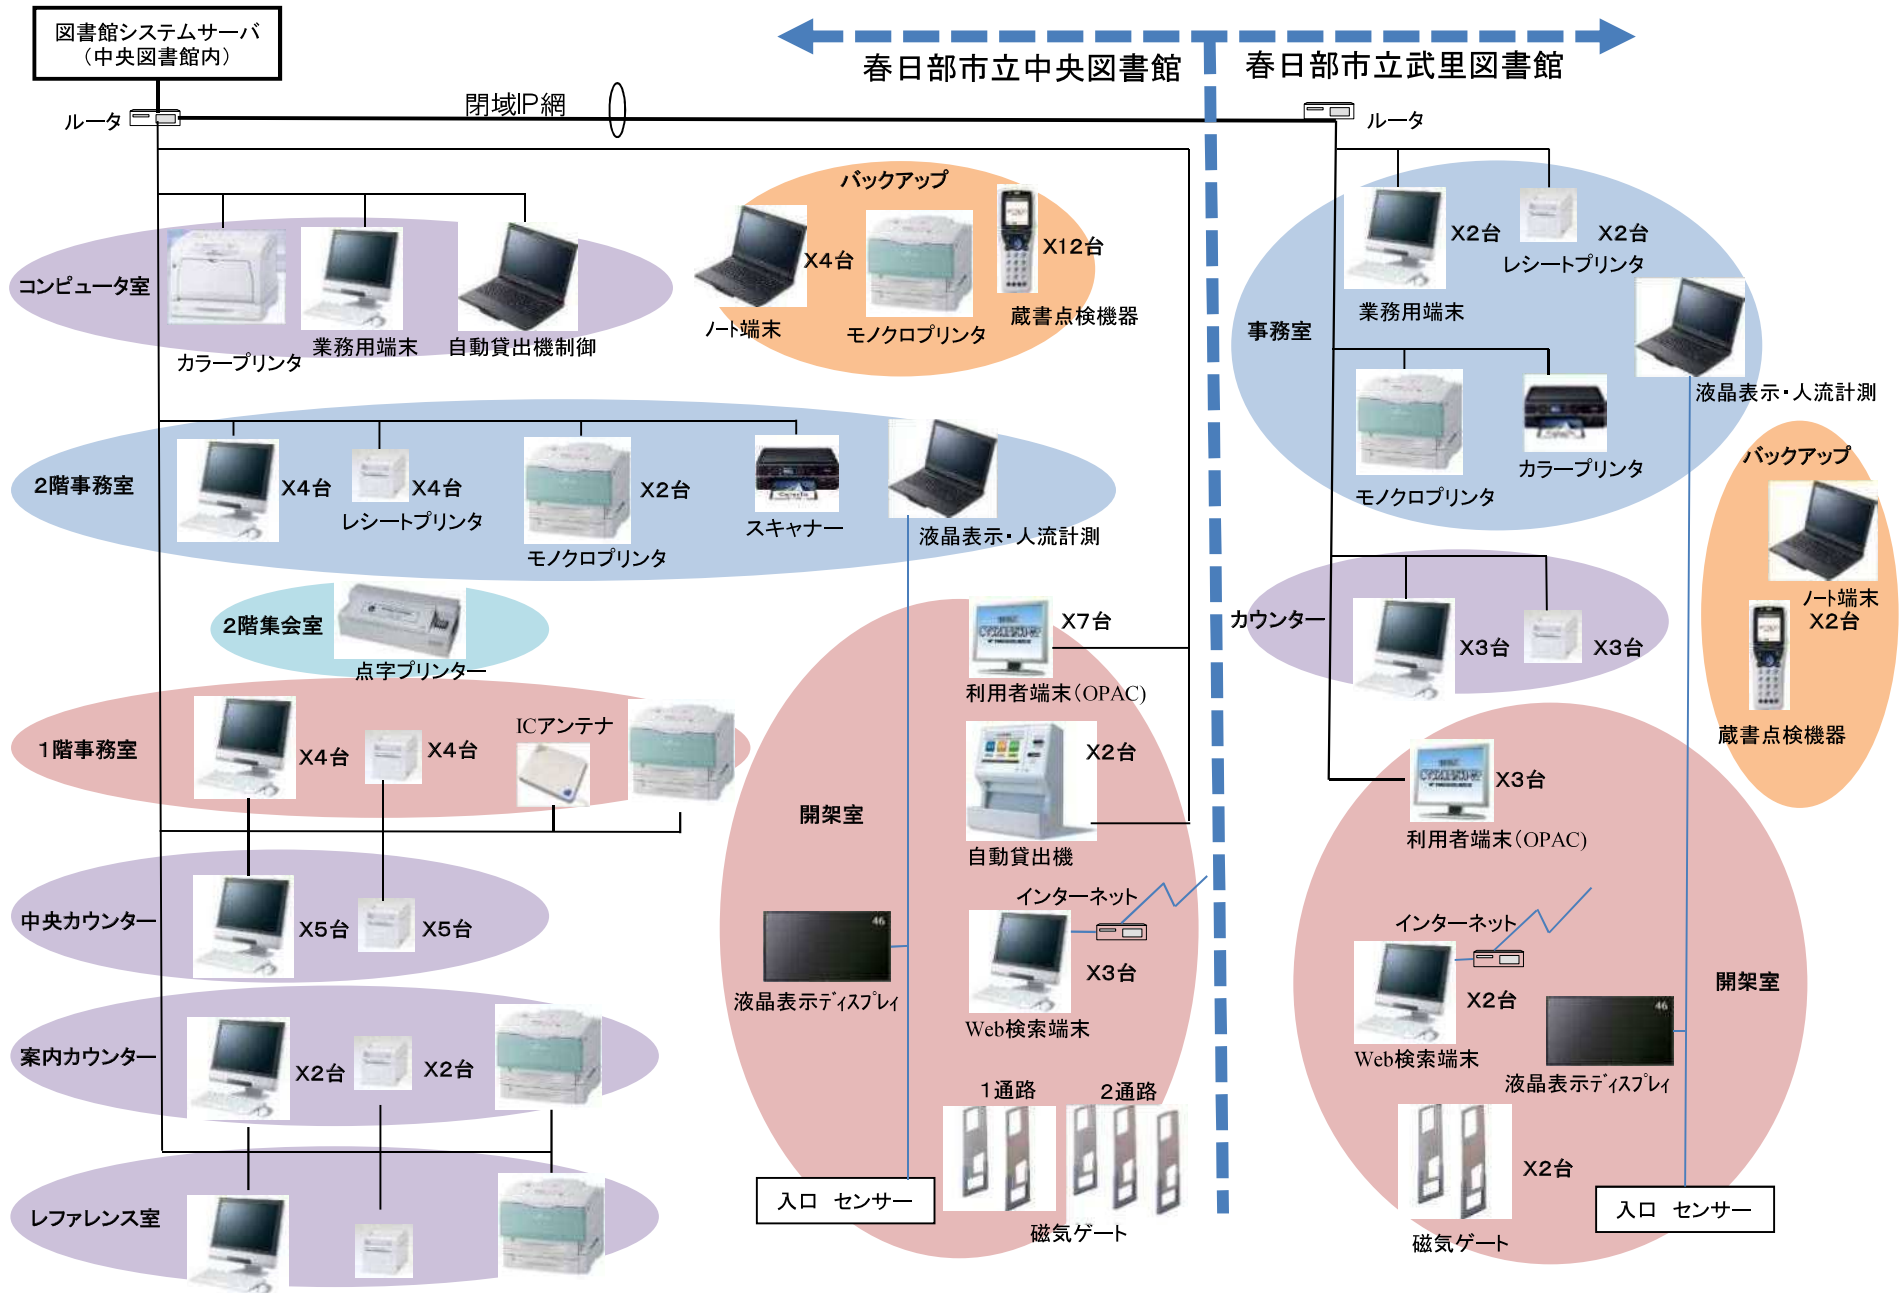 図書館システムサーバ
（中央図書館内）
春日部市立中央図書館
春日部市立武里図書館
ルータ
閉域IP網
ルータ
バックアップ
X4台
X12台
ノート端末
モノクロプリンタ
蔵書点検機器
コンピュータ室
カラープリンタ
業務用端末
自動貸出機制御
X2台
X2台
レシートプリンタ
業務用端末
事務室
液晶表示・人流計測
モノクロプリンタ
カラープリンタ
2階事務室
X4台
X4台
レシートプリンタ
X2台
モノクロプリンタ
スキャナー
液晶表示・人流計測
バックアップ
ノート端末
X2台
蔵書点検機器
2階集会室
点字プリンター
X7台
利用者端末（OPAC）
カウンター
X3台
X3台
1階事務室
X4台
X4台
ICアンテナ
X2台
自動貸出機
開架室
X3台
利用者端末（OPAC）
中央カウンター
X5台
X5台
インターネット
46
X3台
液晶表示ディスプレイ
Web検索端末
インターネット
X2台
Web検索端末
46
液晶表示ディスプレイ
開架室
案内カウンター
X2台
X2台
1通路
2通路
磁気ゲート
入口　センサー
X2台
磁気ゲート
入口　センサー
レファレンス室